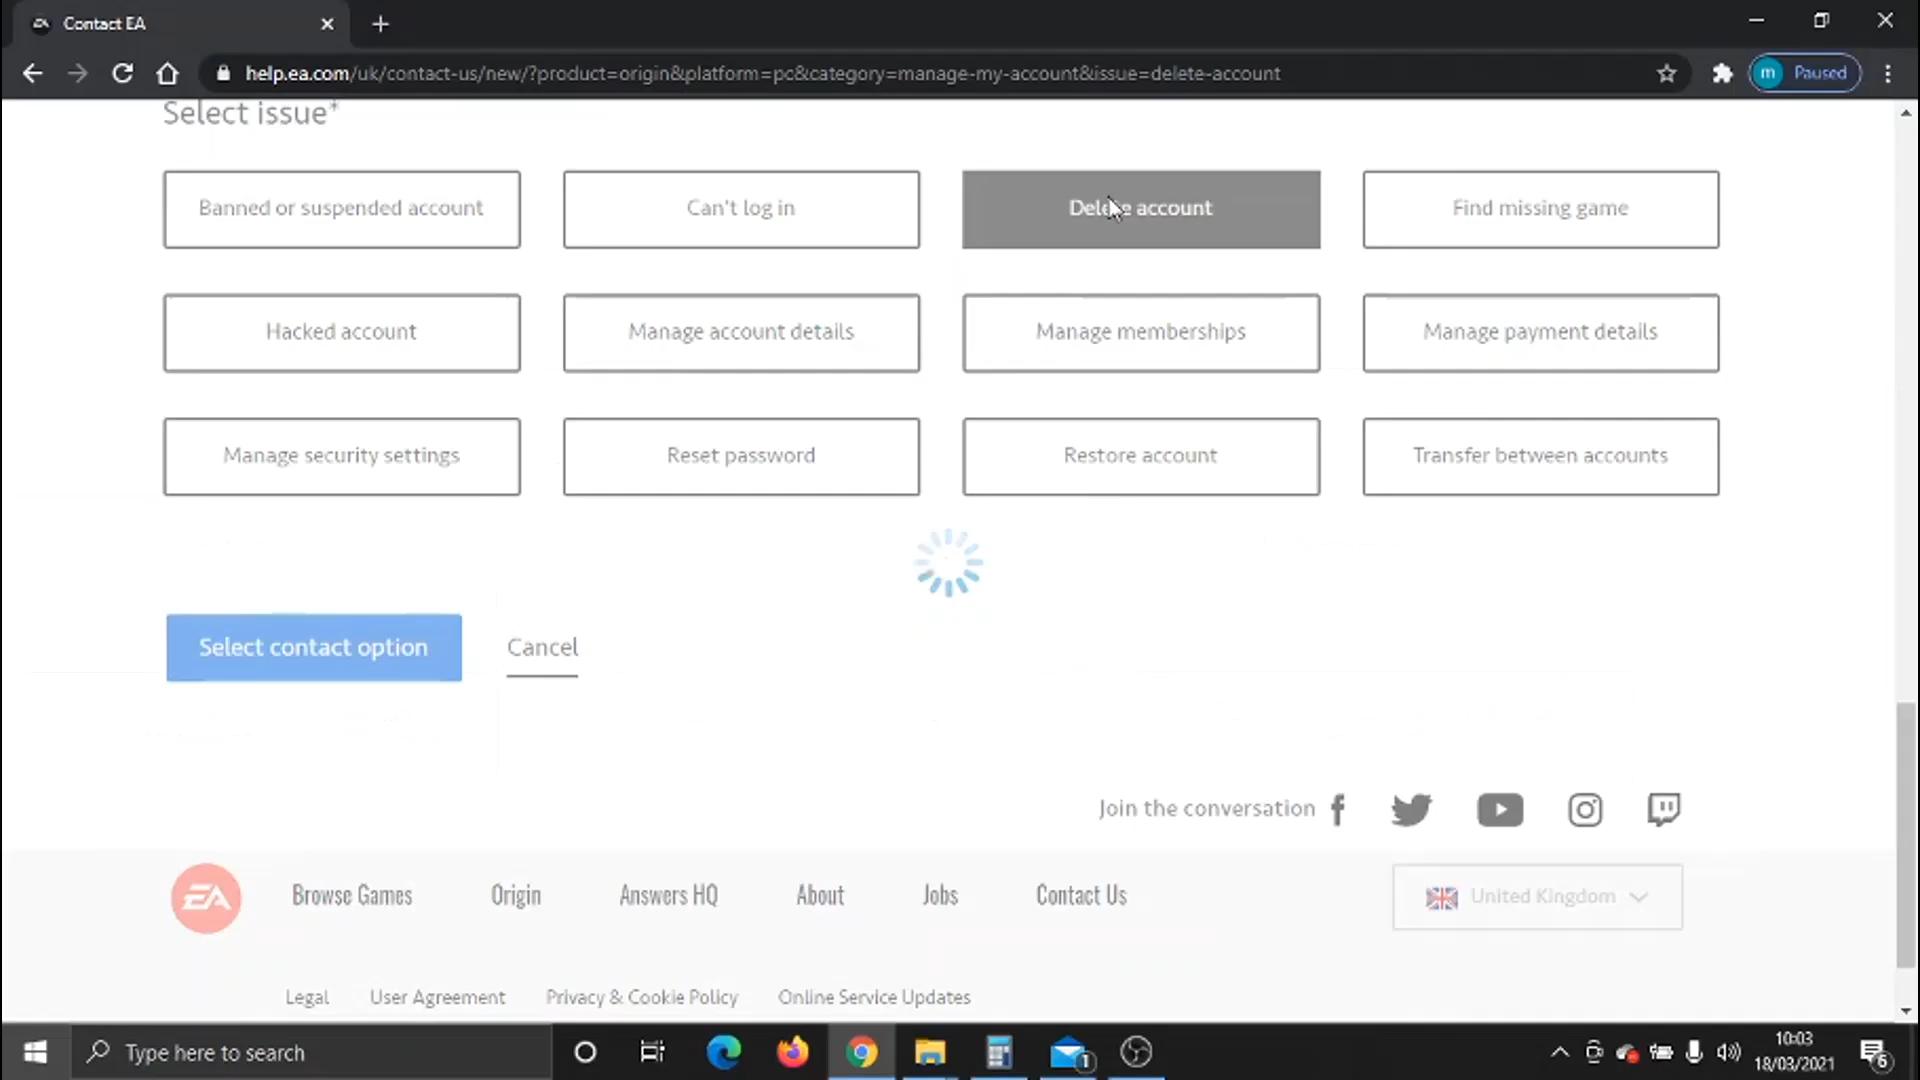 Contact EA
help.ea.com/uk/contact-us/new/?product=origin&platform=pc&category=manage-my-account&issue=delete-account
m Paused
Select issue*
Banned or suspended account
Can't log in
Delete account
Find missing game
Hacked account
Manage account details
Manage memberships
Manage payment details
Manage security settings
Reset password
Restore account
Transfer between accounts
Select contact option
Cancel
Join the conversation
EA
Browse Games
Origin
Answers HQ
About
Jobs
Contact Us
United Kingdom
Legal
User Agreement
Privacy & Cookie Policy
Online Service Updates
Type here to search
1
10:03
18/03/2021
6